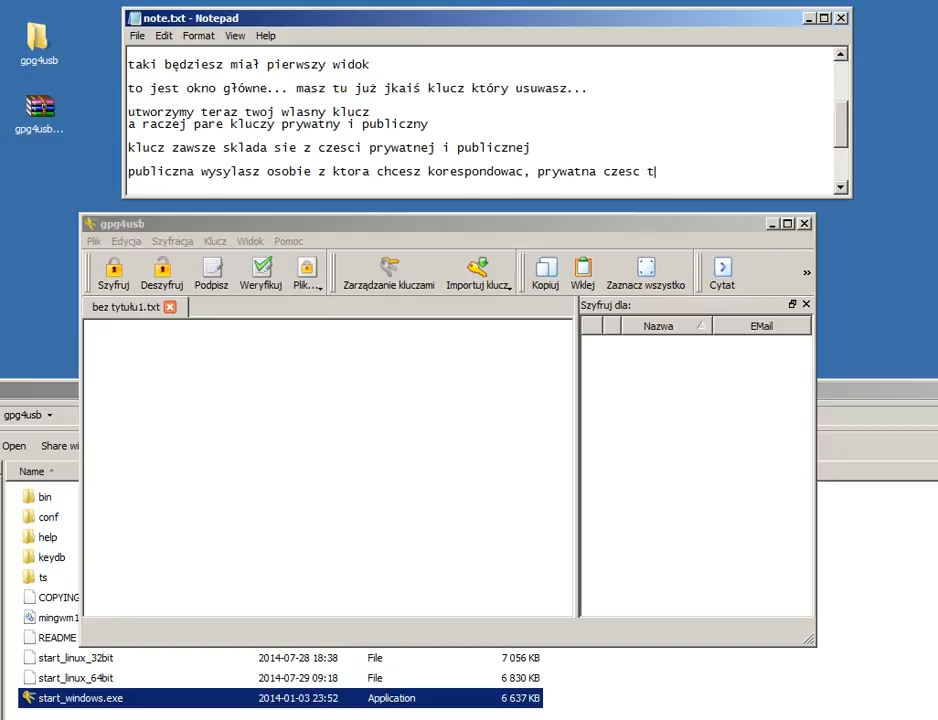 gpg4usb
gpg4usb...
note.txt - Notepad
File Edit Format View Help
taki będziesz miał pierwszy widok
to jest okno główne... masz tu już jkaiś klucz który usuwasz...
utworzymy teraz twoj wlasny klucz
a raczej pare kluczy prywatny i publiczny
klucz zawsze sklada sie z czesci prywatnej i publicznej
publiczna wysylasz osobie z ktora chcesz korespondowac, prywatna czesc t
gpg4usb
Plik Edycja Szyfracja Klucz Widok Pomoc
Szyfruj Deszyfruj Podpisz Weryfikuj Plik... Zarządzanie kluczami Importuj klucz Kopiuj Wklej Zaznacz wszystko Cytat »
bez tytułu1.txt
Szyfruj dla:
Nazwa EMail
gpg4usb
Open Share wi
Name
bin
conf
help
keydb
ts
COPYING
mingwm1
README
start_linux_32bit 2014-07-28 18:38 File 7 056 KB
start_linux_64bit 2014-07-29 09:18 File 6 830 KB
start_windows.exe 2014-01-03 23:52 Application 6 637 KB